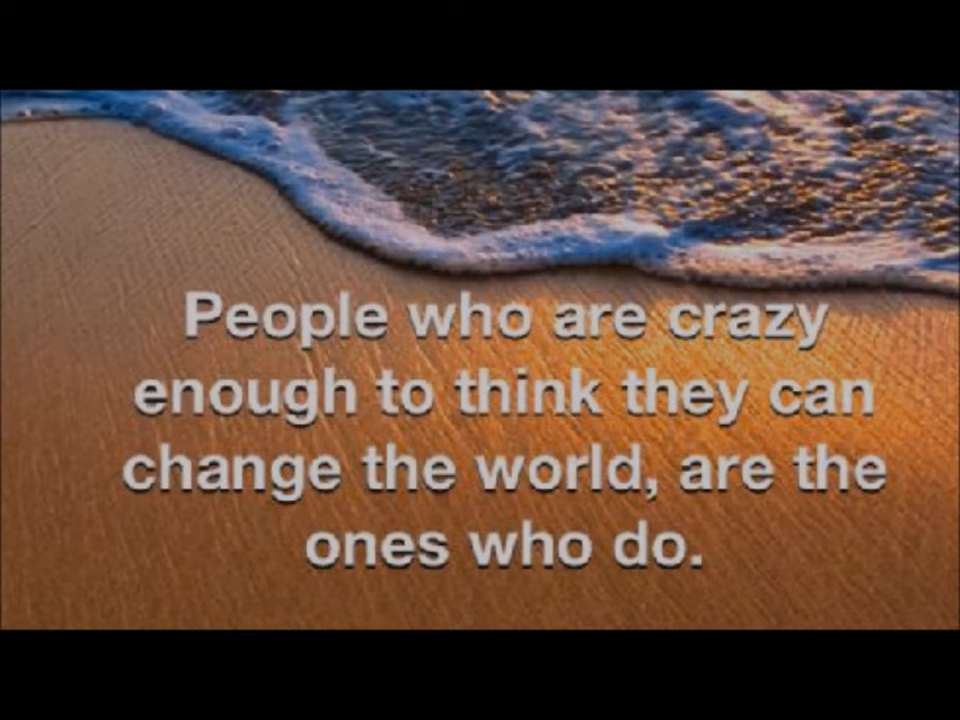 People who are crazy
enough to think they can
change the world, are the
ones who do.